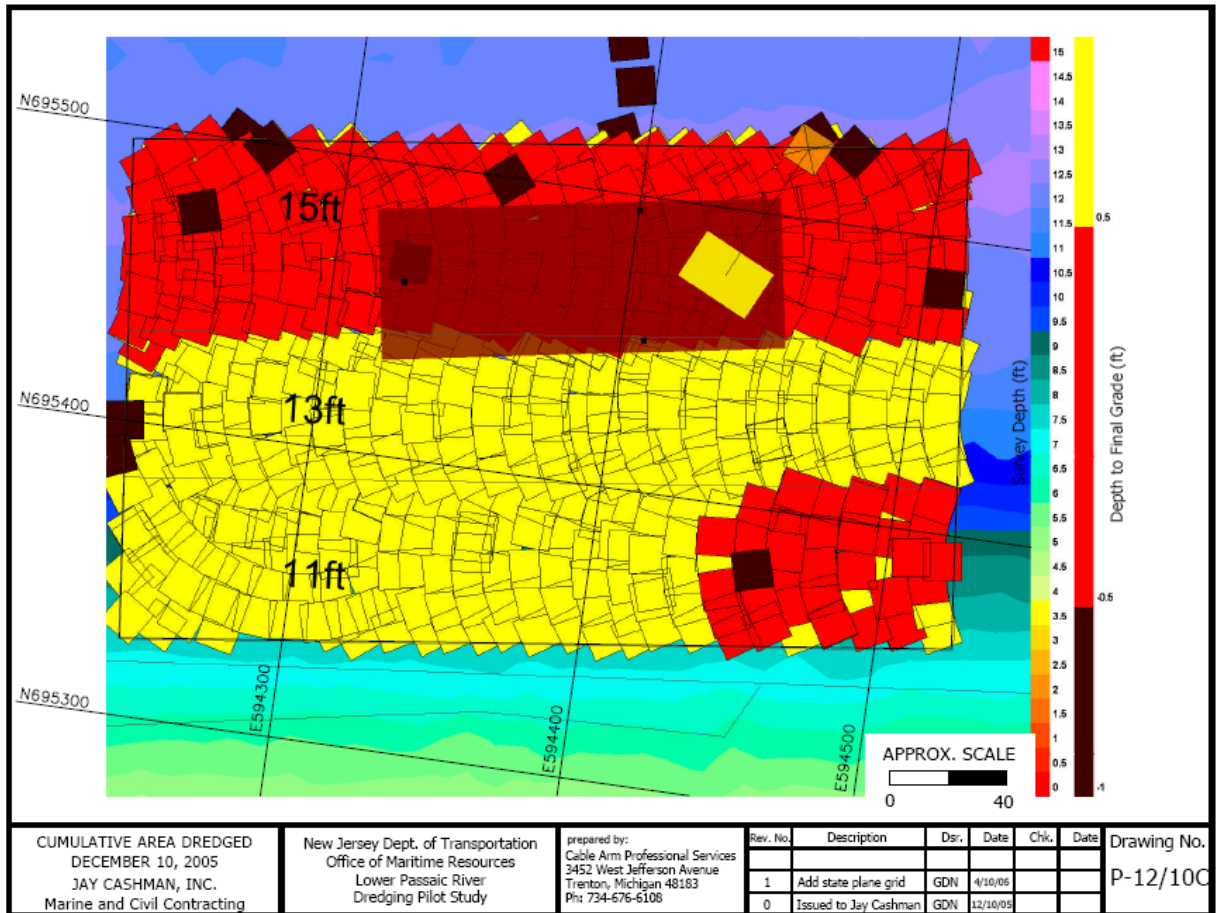 N695500
N695400
N695300
E594300
E594400
E594500
15ft
13ft
11ft
APPROX. SCALE
0 40
Survey Depth (ft)
15
14.5
14
13.5
13
12.5
12
11.5
11
10.5
10
9.5
9
8.5
8
7.5
7
6.5
6
5.5
5
4.5
4
3.5
3
2.5
2
1.5
1
0.5
0
Depth to Final Grade (ft)
0.5
-0.5
-1
CUMULATIVE AREA DREDGED
DECEMBER 10, 2005
JAY CASHMAN, INC.
Marine and Civil Contracting
New Jersey Dept. of Transportation
Office of Maritime Resources
Lower Passaic River
Dredging Pilot Study
prepared by:
Cable Arm Professional Services
3452 West Jefferson Avenue
Trenton, Michigan 48183
Ph: 734-676-6108
Rev. No. Description Dsr. Date Chk. Date
1 Add state plane grid GDN 4/10/06
0 Issued to Jay Cashman GDN 12/10/05
Drawing No.
P-12/10C